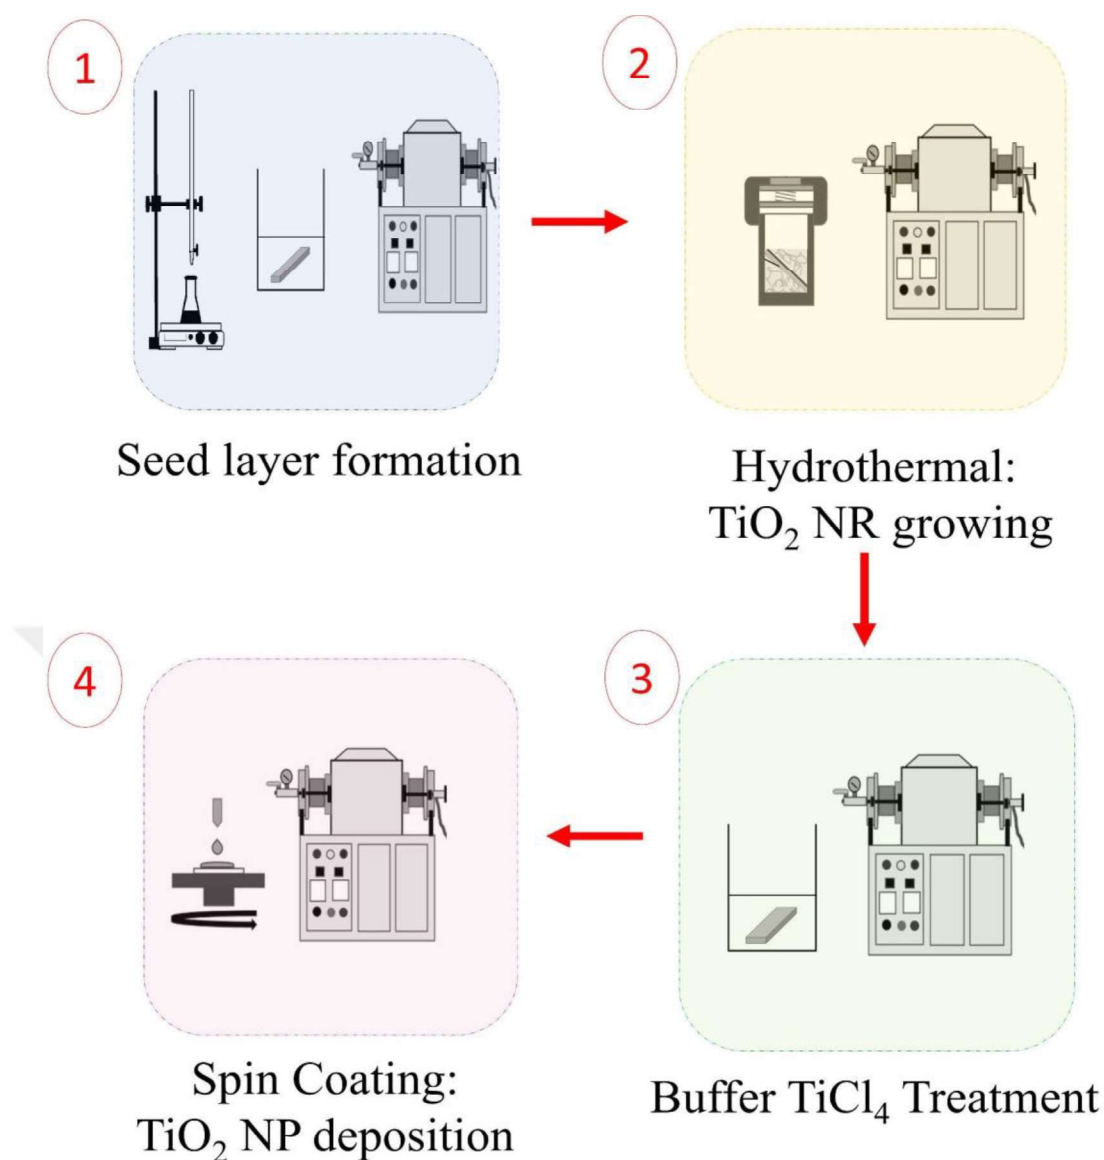 1
Seed layer formation
2
Hydrothermal:
TiO₂ NR growing
3
Buffer TiCl₄ Treatment
4
Spin Coating:
TiO₂ NP deposition